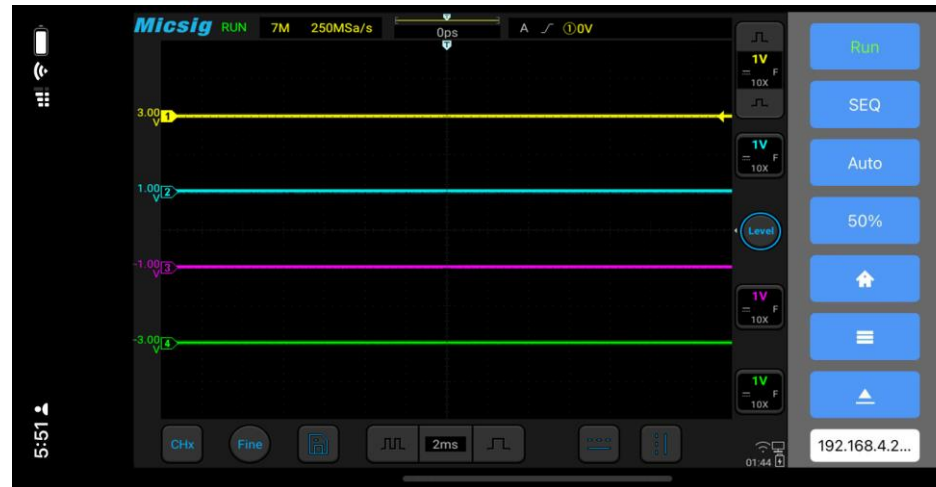 5:51
Micsig RUN 7M 250MSa/s 0ps A ①0V
T
3.00
V
1
1.00
V
2
-1.00
V
3
-3.00
V
4
1V
F
10X
1V
F
10X
Level
1V
F
10X
1V
F
10X
CHx
Fine
2ms
01:44
Run
SEQ
Auto
50%
192.168.4.2...